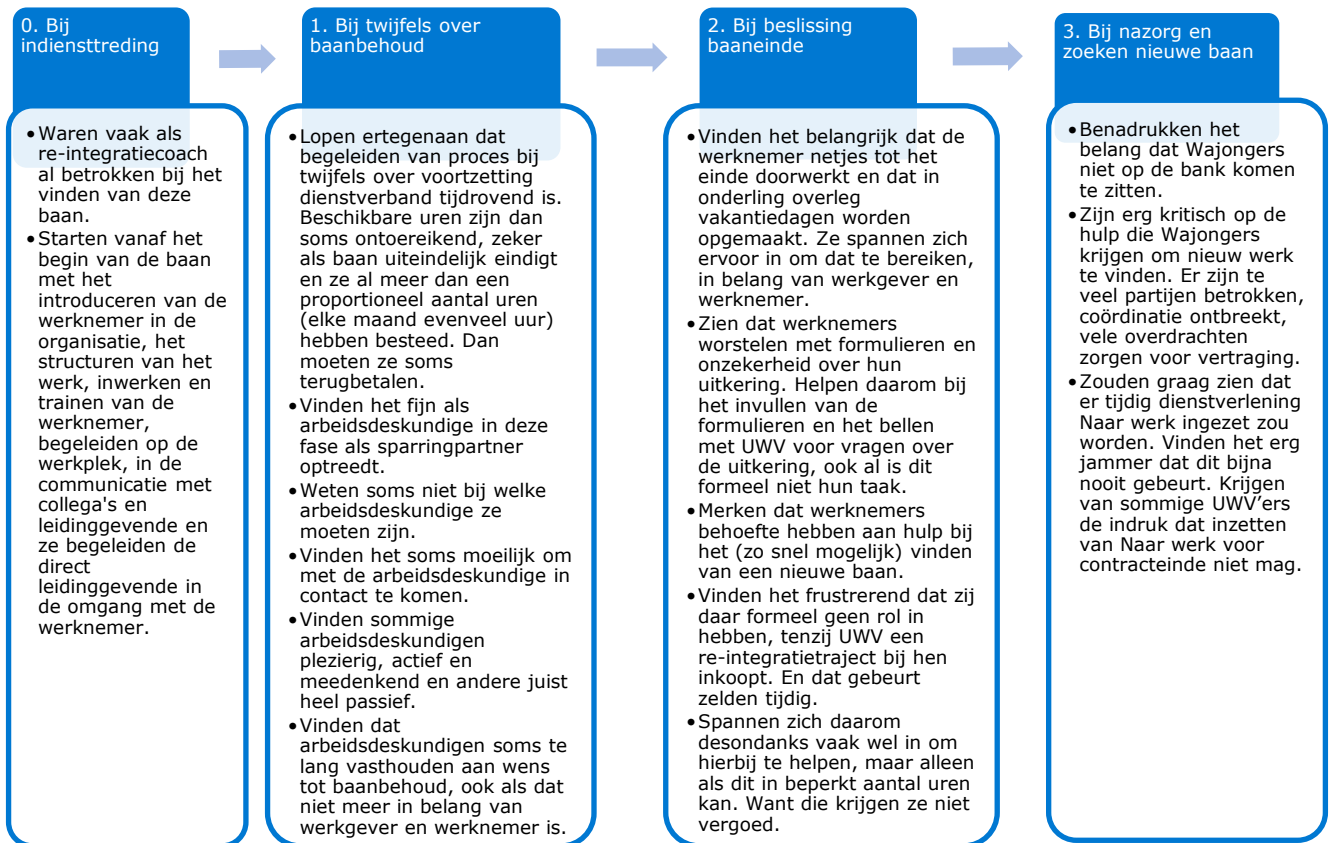 0. Bij
indiensttreding
• Waren vaak als
re-integratiecoach
al betrokken bij het
vinden van deze
baan.
• Starten vanaf het
begin van de baan
met het
introduceren van de
werknemer in de
organisatie, het
structuren van het
werk, inwerken en
trainen van de
werknemer,
begeleiden op de
werkplek, in de
communicatie met
collega's en
leidinggevende en
ze begeleiden de
direct
leidinggevende in
de omgang met de
werknemer.
1. Bij twijfels over
baanbehoud
• Lopen ertegenaan dat
begeleiden van proces bij
twijfels over voortzetting
dienstverband tijdrovend is.
Beschikbare uren zijn dan
soms ontoereikend, zeker
als baan uiteindelijk eindigt
en ze al meer dan een
proportioneel aantal uren
(elke maand evenveel uur)
hebben besteed. Dan
moeten ze soms
terugbetalen.
• Vinden het fijn als
arbeidsdeskundige in deze
fase als sparringpartner
optreedt.
• Weten soms niet bij welke
arbeidsdeskundige ze
moeten zijn.
• Vinden het soms moeilijk om
met de arbeidsdeskundige in
contact te komen.
• Vinden sommige
arbeidsdeskundigen
plezierig, actief en
meedenkend en andere juist
heel passief.
• Vinden dat
arbeidsdeskundigen soms te
lang vasthouden aan wens
tot baanbehoud, ook als dat
niet meer in belang van
werkgever en werknemer is.
2. Bij beslissing
baaneinde
• Vinden het belangrijk dat de
werknemer netjes tot het
einde doorwerkt en dat in
onderling overleg
vakantiedagen worden
opgemaakt. Ze spannen zich
ervoor in om dat te bereiken,
in belang van werkgever en
werknemer.
• Zien dat werknemers
worstelen met formulieren en
onzekerheid over hun
uitkering. Helpen daarom bij
het invullen van de
formulieren en het bellen
met UWV voor vragen over
de uitkering, ook al is dit
formeel niet hun taak.
• Merken dat werknemers
behoefte hebben aan hulp bij
het (zo snel mogelijk) vinden
van een nieuwe baan.
• Vinden het frustrerend dat zij
daar formeel geen rol in
hebben, tenzij UWV een
re-integratietraject bij hen
inkoopt. En dat gebeurt
zelden tijdig.
• Spannen zich daarom
desondanks vaak wel in om
hierbij te helpen, maar alleen
als dit in beperkt aantal uren
kan. Want die krijgen ze niet
vergoed.
3. Bij nazorg en
zoeken nieuwe baan
• Benadrukken het
belang dat Wajongers
niet op de bank komen
te zitten.
• Zijn erg kritisch op de
hulp die Wajongers
krijgen om nieuw werk
te vinden. Er zijn te
veel partijen betrokken,
coördinatie ontbreekt,
vele overdrachten
zorgen voor vertraging.
• Zouden graag zien dat
er tijdig dienstverlening
Naar werk ingezet zou
worden. Vinden het erg
jammer dat dit bijna
nooit gebeurt. Krijgen
van sommige UWV’ers
de indruk dat inzetten
van Naar werk voor
contracteinde niet mag.